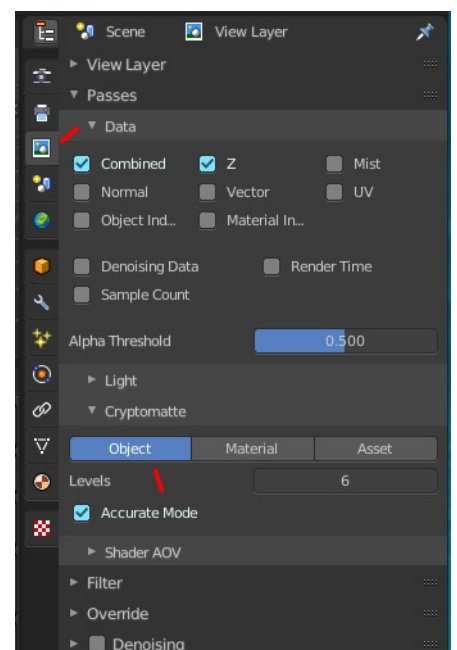 Scene View Layer
View Layer
Passes
Data
Combined Z Mist
Normal Vector UV
Object Ind... Material In...
Denoising Data Render Time
Sample Count
Alpha Threshold 0.500
Light
Cryptomatte
Object Material Asset
Levels 6
Accurate Mode
Shader AOV
Filter
Override
Denoising